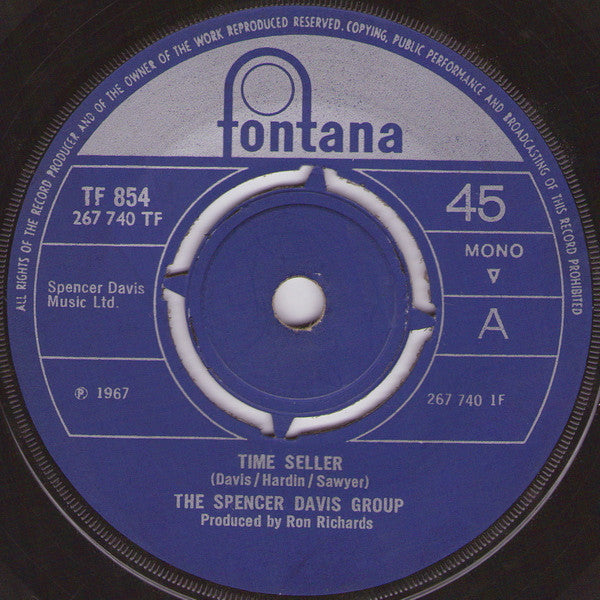 ALL RIGHTS OF THE RECORD PRODUCER AND OF THE OWNER OF THE WORK REPRODUCED RESERVED. COPYING, PUBLIC PERFORMANCE AND BROADCASTING OF THIS RECORD PROHIBITED
fontana
TF 854
267 740 TF
45
MONO
Spencer Davis
Music Ltd.
A
℗ 1967
267 740 1F
TIME SELLER
(Davis/Hardin/Sawyer)
THE SPENCER DAVIS GROUP
Produced by Ron Richards